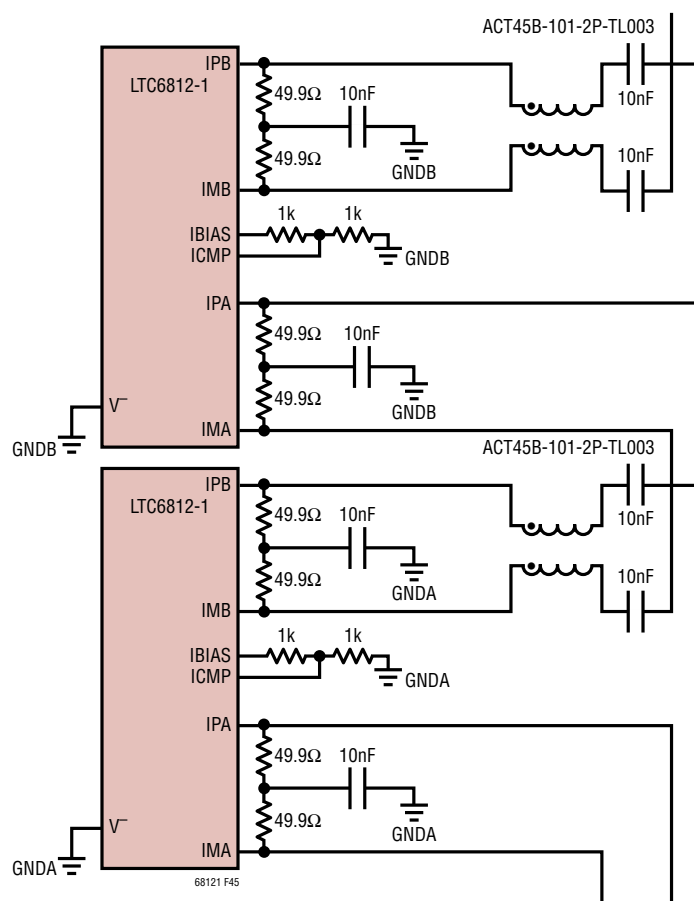 ACT45B-101-2P-TL003
IPB
LTC6812-1
49.9Ω
10nF
10nF
GNDB
49.9Ω
10nF
IMB
1k
1k
IBIAS
ICMP
GNDB
IPA
49.9Ω
10nF
49.9Ω
GNDB
V−
GNDB
IMA
ACT45B-101-2P-TL003
IPB
LTC6812-1
49.9Ω
10nF
10nF
GNDA
49.9Ω
10nF
IMB
1k
1k
IBIAS
ICMP
GNDA
IPA
49.9Ω
10nF
49.9Ω
GNDA
V−
GNDA
IMA
68121 F45